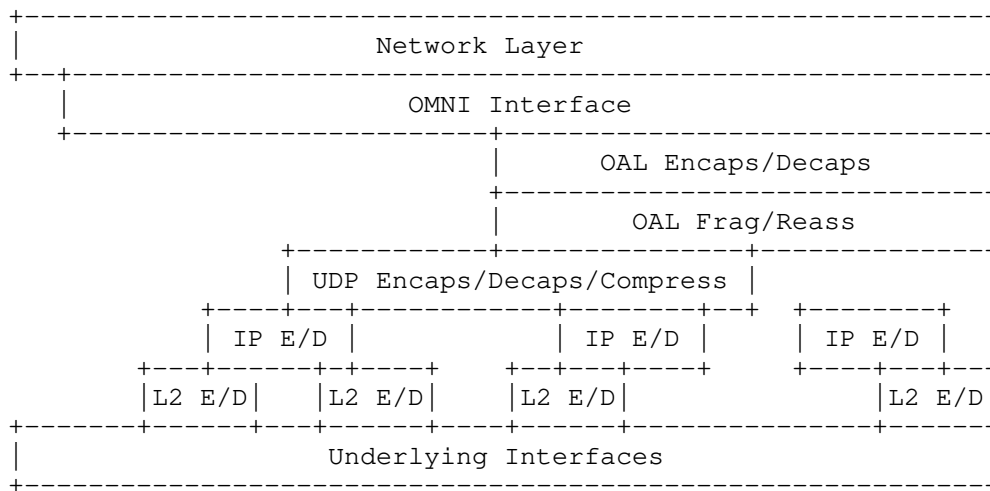 Network Layer
OMNI Interface
OAL Encaps/Decaps
OAL Frag/Reass
UDP Encaps/Decaps/Compress
IP E/D IP E/D IP E/D
L2 E/D L2 E/D L2 E/D L2 E/D
Underlying Interfaces